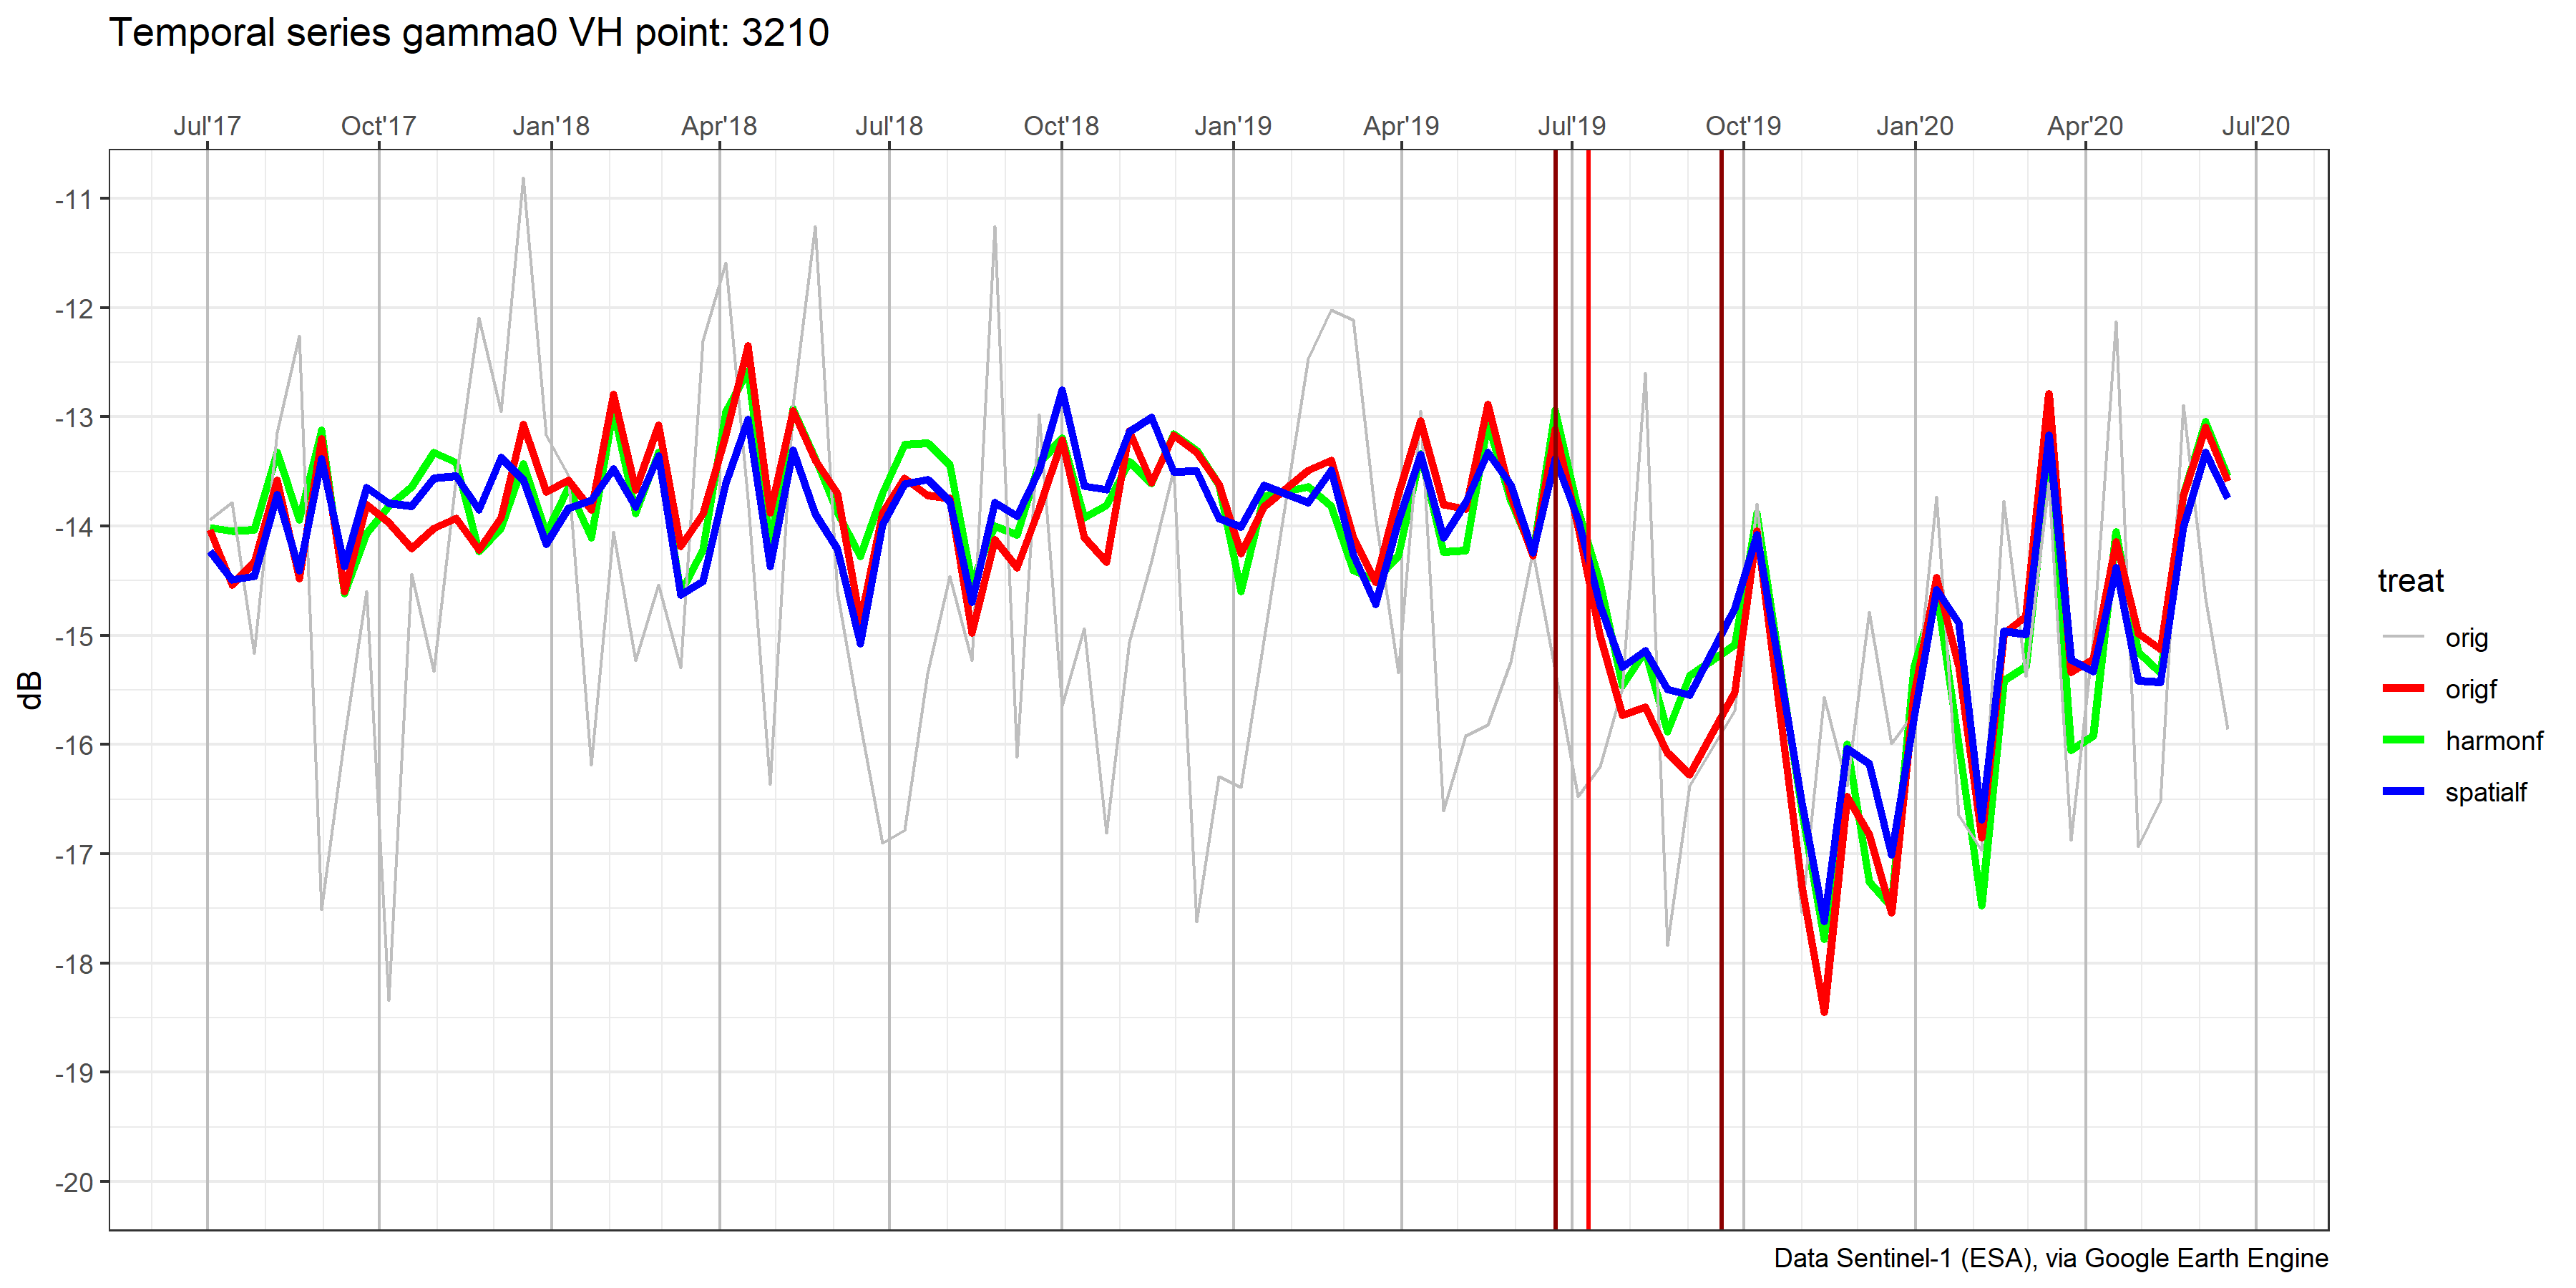 Temporal series gamma0 VH point: 3210
Jul'17 Oct'17 Jan'18 Apr'18 Jul'18 Oct'18 Jan'19 Apr'19 Jul'19 Oct'19 Jan'20 Apr'20 Jul'20
-11
-12
-13
-14
-15
-16
-17
-18
-19
-20
dB
treat
orig
origf
harmonf
spatialf
Data Sentinel-1 (ESA), via Google Earth Engine